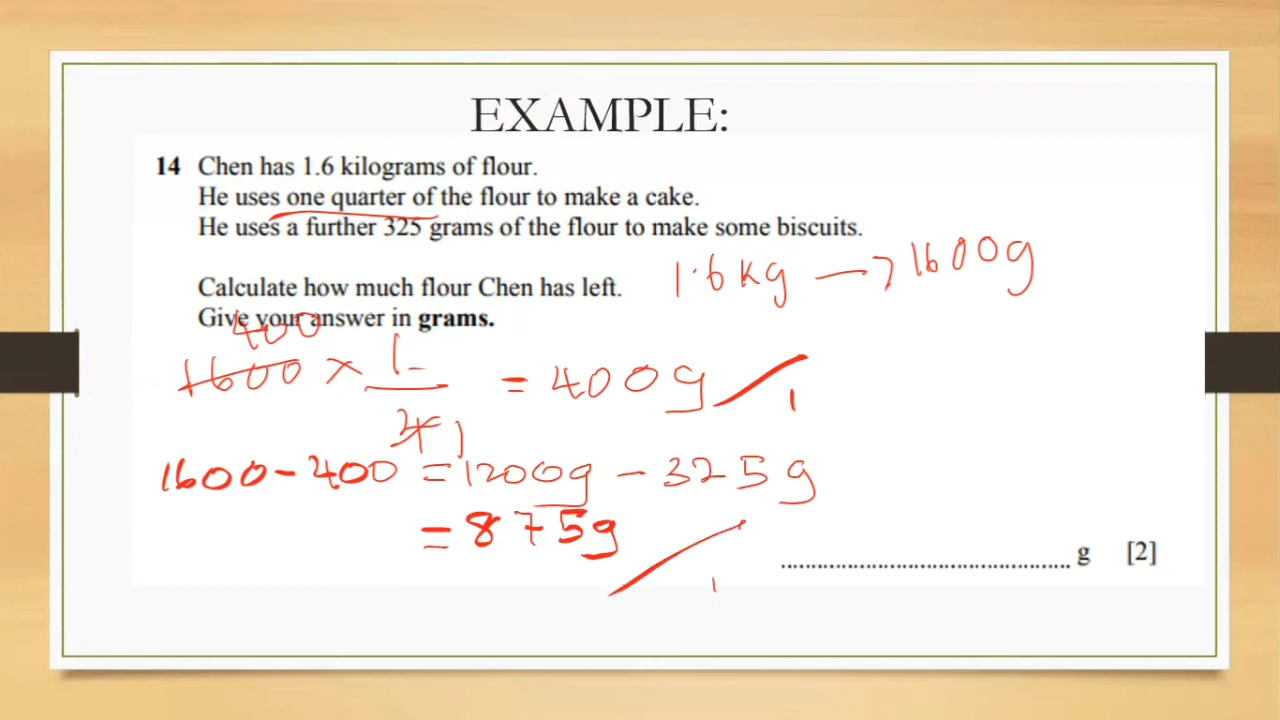 EXAMPLE:
14 Chen has 1.6 kilograms of flour.
He uses one quarter of the flour to make a cake.
He uses a further 325 grams of the flour to make some biscuits.
1.6 kg → 1600g
Calculate how much flour Chen has left.
Give your answer in grams.
400
1600 × 1/4 = 400g 1
1
1600 - 400 = 1200g - 325g
= 875g
1
.................................................. g [2]